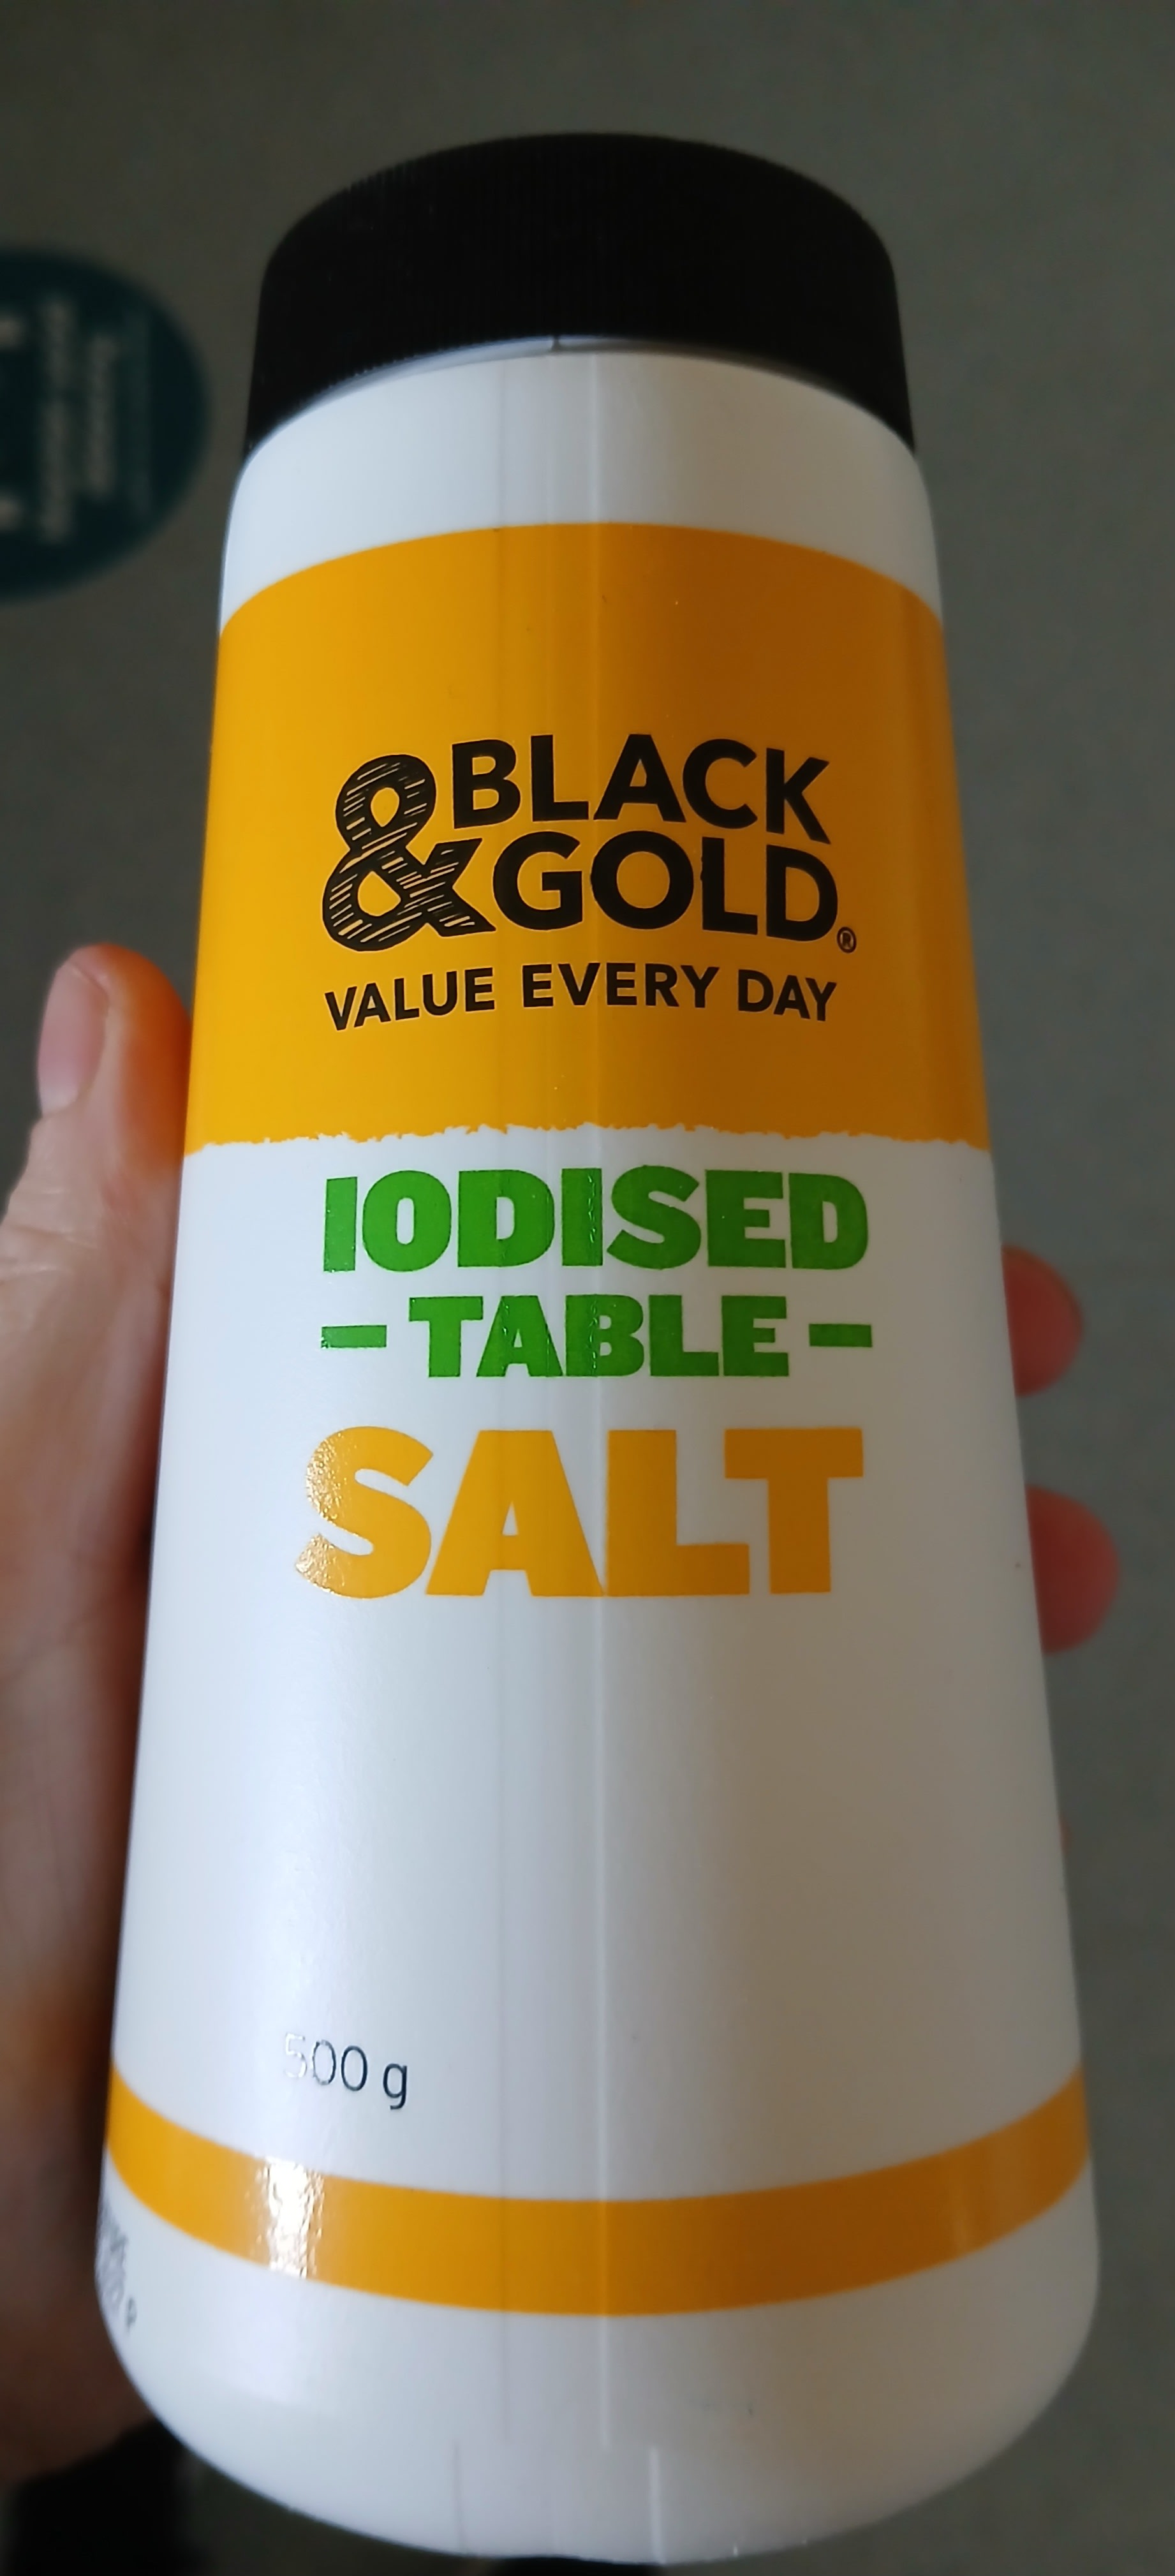 BLACK
& GOLD®
VALUE EVERY DAY
IODISED
– TABLE –
SALT
500 g